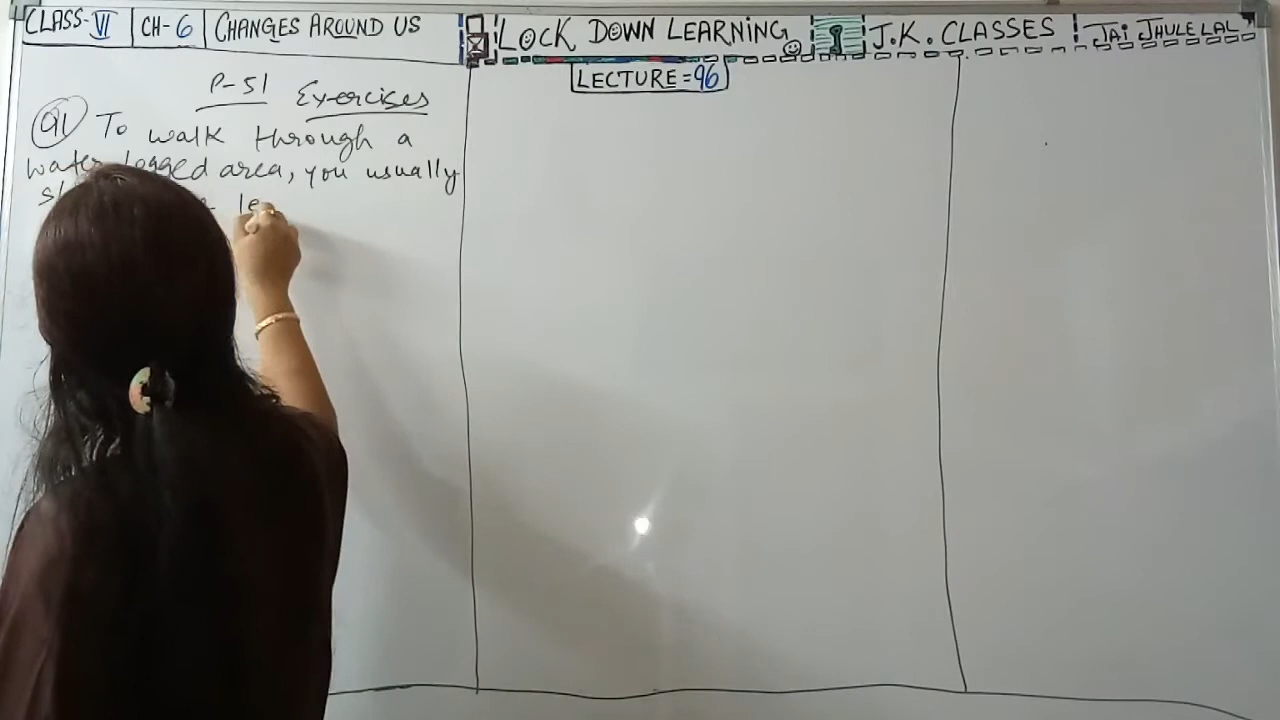 CLASS-VI CH-6 CHANGES AROUND US LOCK DOWN LEARNING J.K. CLASSES JAI JHULELAL
LECTURE=96
P-51 Exercises
Q1 To walk through a
water logged area, you usually